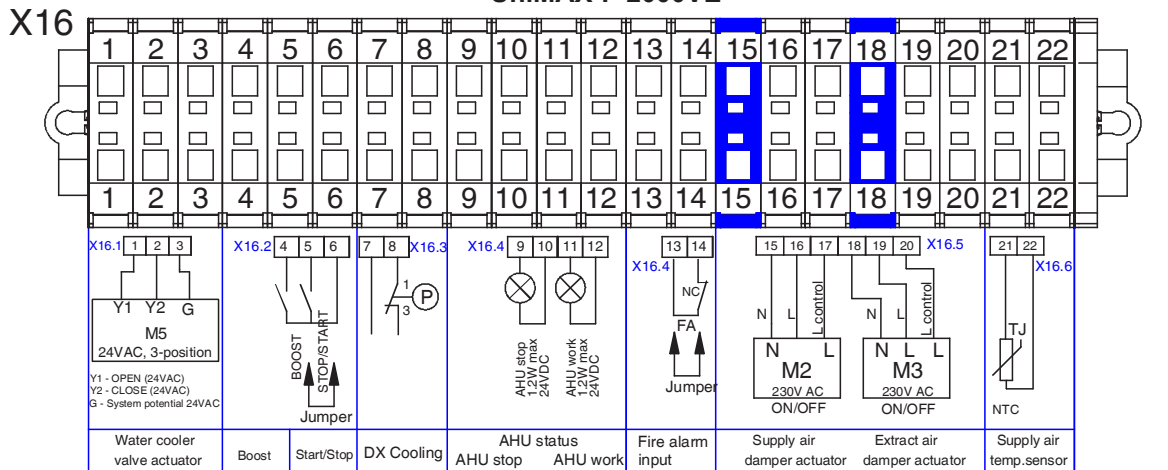 X16
1 2 3 4 5 6 7 8 9 10 11 12 13 14 15 16 17 18 19 20 21 22
1 2 3 4 5 6 7 8 9 10 11 12 13 14 15 16 17 18 19 20 21 22
X16.1 1 2 3
X16.2 4 5 6
7 8 X16.3
X16.4 9 10 11 12
13 14
X16.4
15 16 17 18 19 20 X16.5
21 22
X16.6
Y1 Y2 G
M5
24VAC, 3-position
Y1 - OPEN (24VAC)
Y2 - CLOSE (24VAC)
G - System potential 24VAC
BOOST
STOP/START
Jumper
1
P
3
AHU stop
1.2W max
24VDC
AHU work
1.2W max
24VDC
NC
FA
Jumper
N L L control
N L
M2
230V AC
ON/OFF
N L L control
N L L
M3
230V AC
ON/OFF
TJ
NTC
Water cooler
valve actuator
Boost
Start/Stop
DX Cooling
AHU status
AHU stop AHU work
Fire alarm
input
Supply air
damper actuator
Extract air
damper actuator
Supply air
temp.sensor